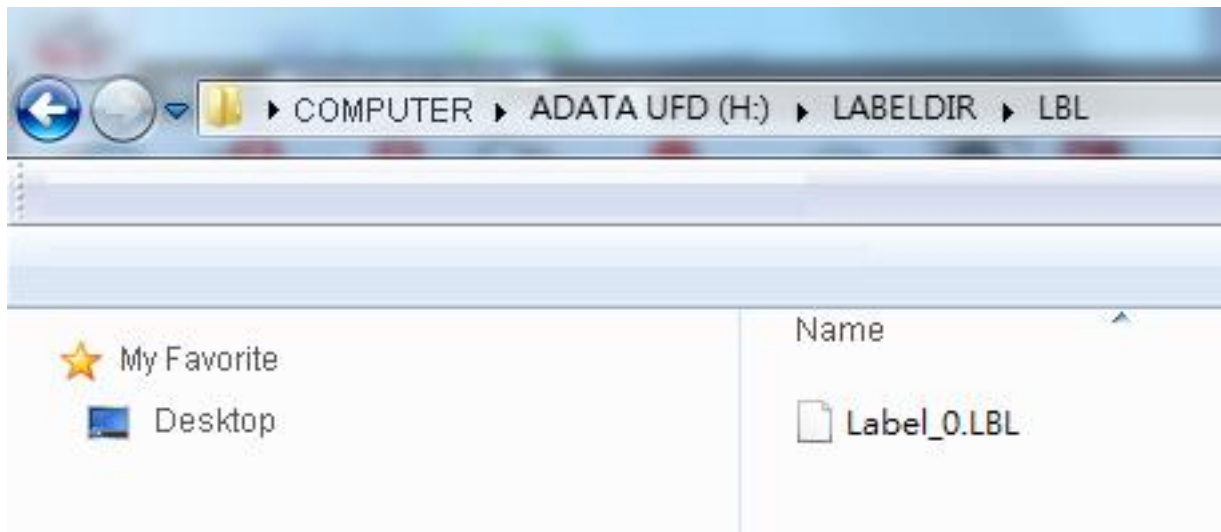 COMPUTER ADATA UFD (H:) LABELDIR LBL
My Favorite
Desktop
Name
Label_0.LBL